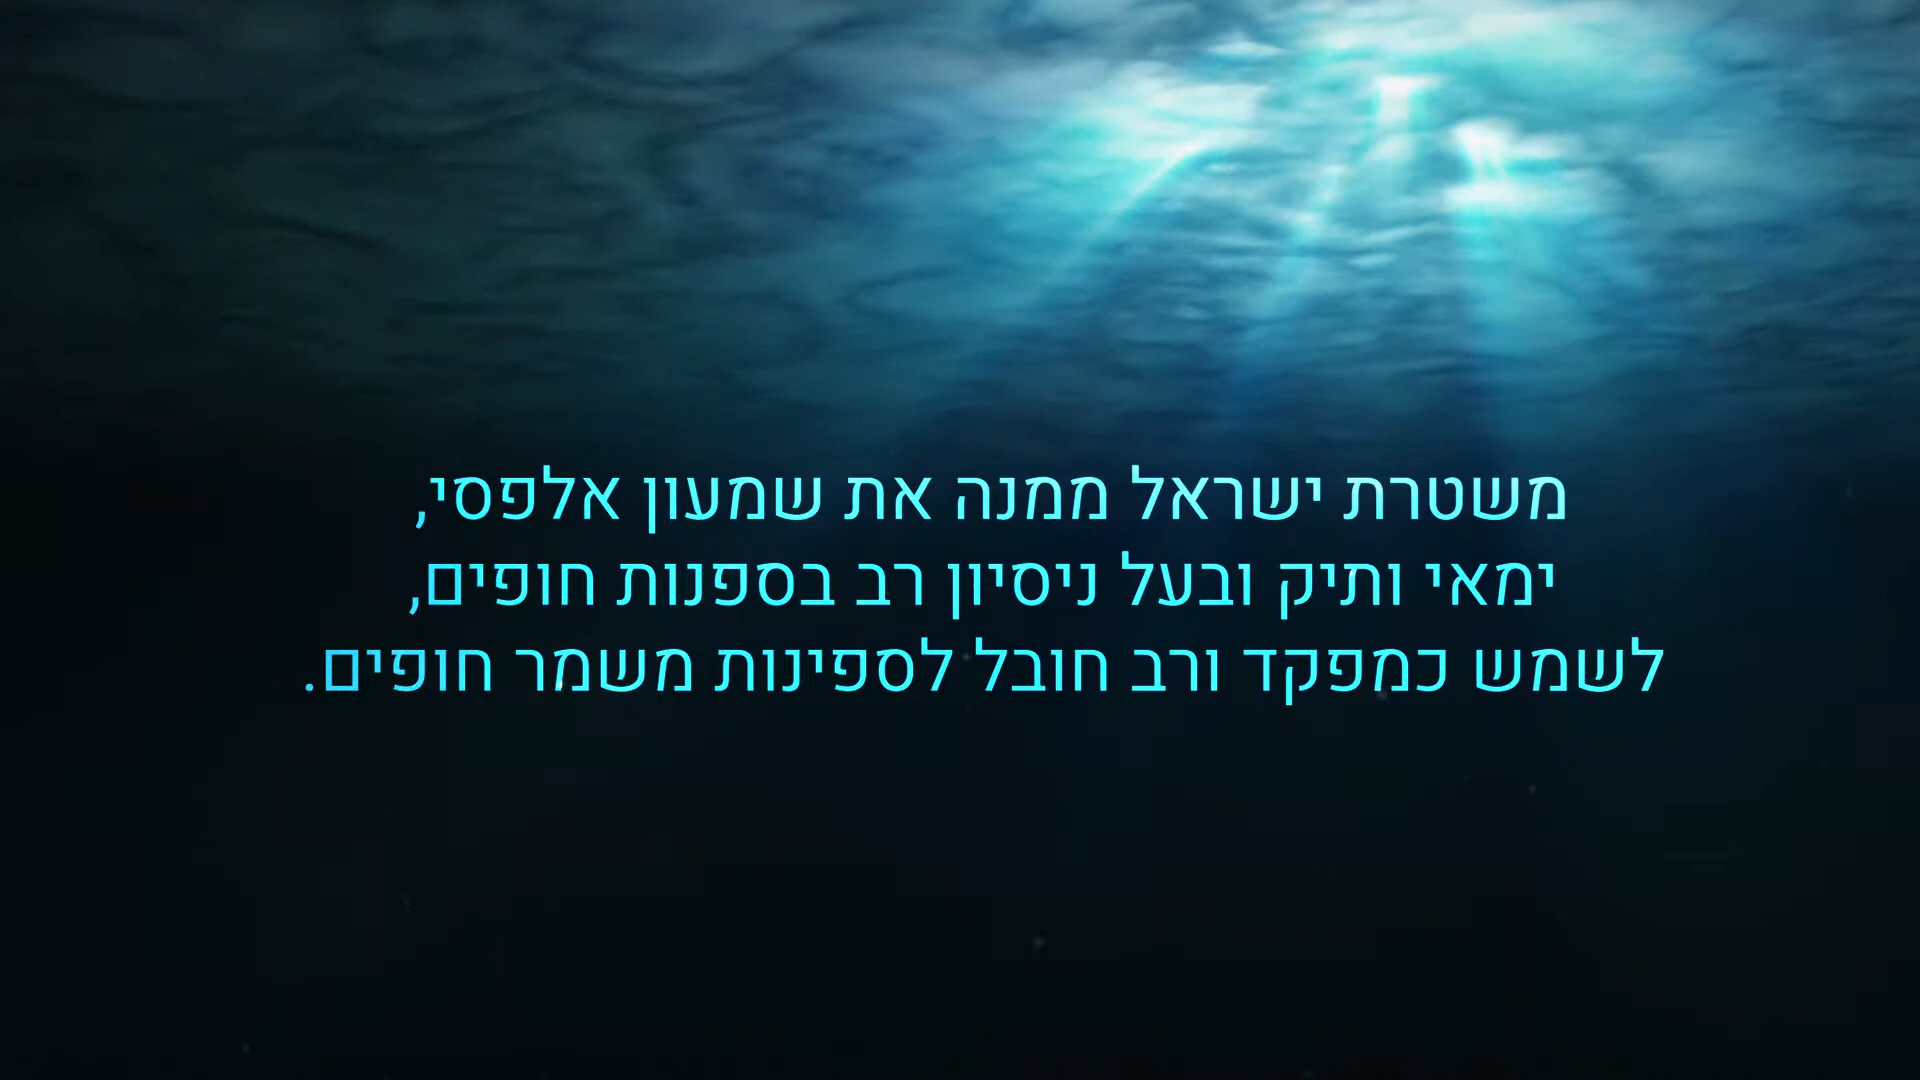 משטרת ישראל ממנה את שמעון אלפסי,
ימאי ותיק ובעל ניסיון רב בספנות חופים,
לשמש כמפקד ורב חובל לספינות משמר חופים.